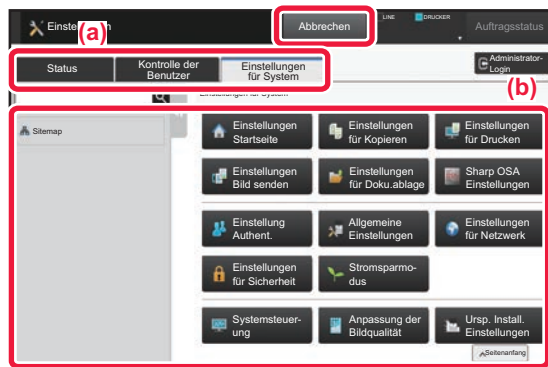 Einstellungen
Abbrechen
LINE
DRUCKER
Auftragsstatus
(a)
Status
Kontrolle der
Benutzer
Einstellungen
für System
Administrator-
Login
(b)
Einstellungen für System
Sitemap
Einstellungen
Startseite
Einstellungen
für Kopieren
Einstellungen
für Drucken
Einstellungen
Bild senden
Einstellungen
für Doku.ablage
Sharp OSA
Einstellungen
Einstellung
Authent.
Allgemeine
Einstellungen
Einstellungen
für Netzwerk
Einstellungen
für Sicherheit
Stromsparmo-
dus
Systemsteuer-
ung
Anpassung der
Bildqualität
Ursp. Install.
Einstellungen
Seitenanfang